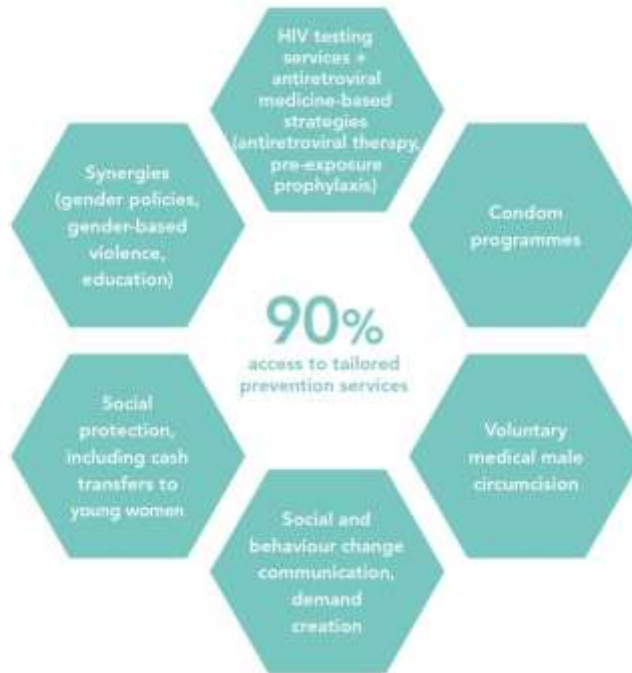 HIV testing
services +
antiretroviral
medicine-based
strategies
(antiretroviral therapy,
pre-exposure
prophylaxis)
Synergies
(gender policies,
gender-based
violence,
education)
Condom
programmes
90%
access to tailored
prevention services
Social
protection,
including cash
transfers to
young women
Voluntary
medical male
circumcision
Social and
behaviour change
communication,
demand
creation